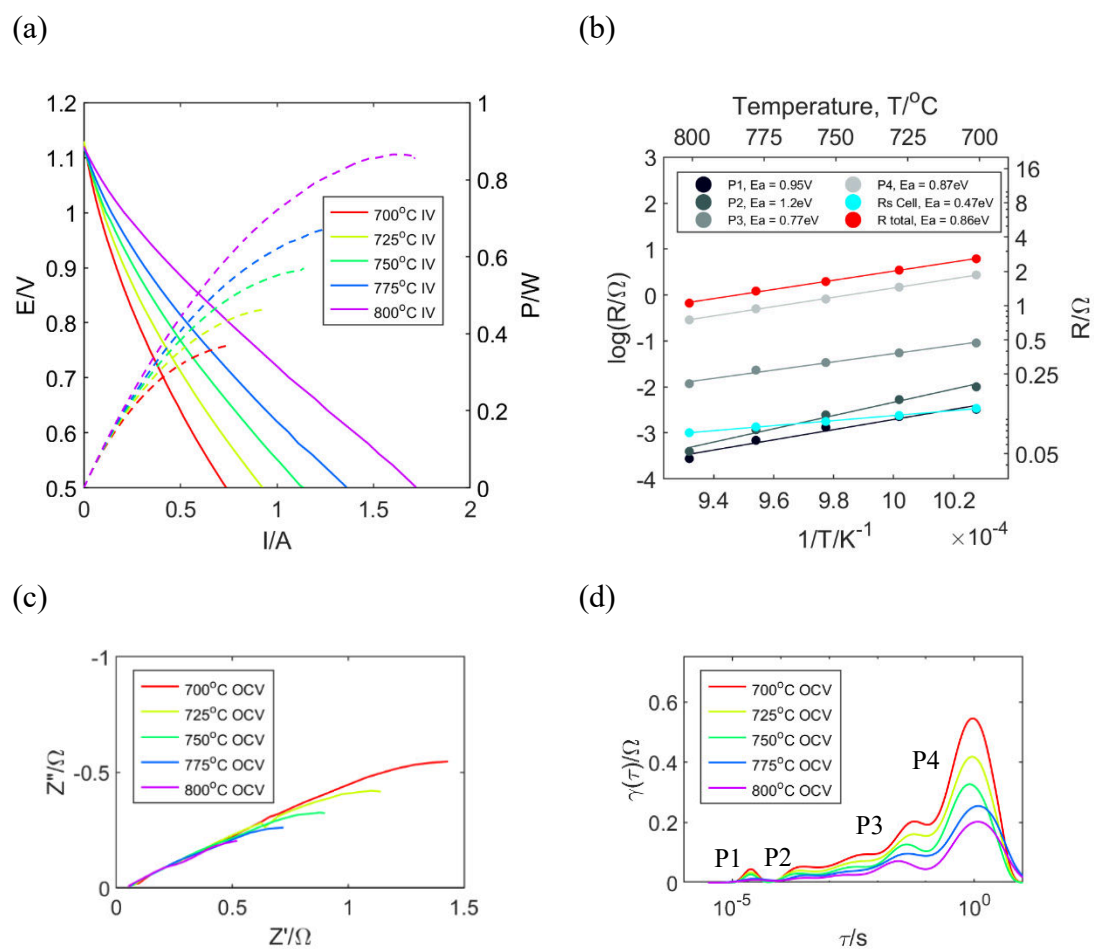 (a)
1.2
1.1
1
0.9
0.8
0.7
0.6
0.5
E/V
1
0.8
0.6
0.4
0.2
0
P/W
700°C IV
725°C IV
750°C IV
775°C IV
800°C IV
0
0.5
1
1.5
2
I/A
(b)
Temperature, T/°C
800
775
750
725
700
3
2
1
0
-1
-2
-3
-4
log(R/Ω)
P1, Ea = 0.95V
P2, Ea = 1.2eV
P3, Ea = 0.77eV
P4, Ea = 0.87eV
Rs Cell, Ea = 0.47eV
R total, Ea = 0.86eV
16
8
4
2
1
0.5
0.25
0.05
R/Ω
9.4
9.6
9.8
10
10.2
×10⁻⁴
1/T/K⁻¹
(c)
-1
-0.5
0
Z''/Ω
700°C OCV
725°C OCV
750°C OCV
775°C OCV
800°C OCV
0
0.5
1
1.5
Z'/Ω
(d)
0.6
0.4
0.2
0
γ(τ)/Ω
700°C OCV
725°C OCV
750°C OCV
775°C OCV
800°C OCV
P1
P2
P3
P4
10⁻⁵
10⁰
τ/s